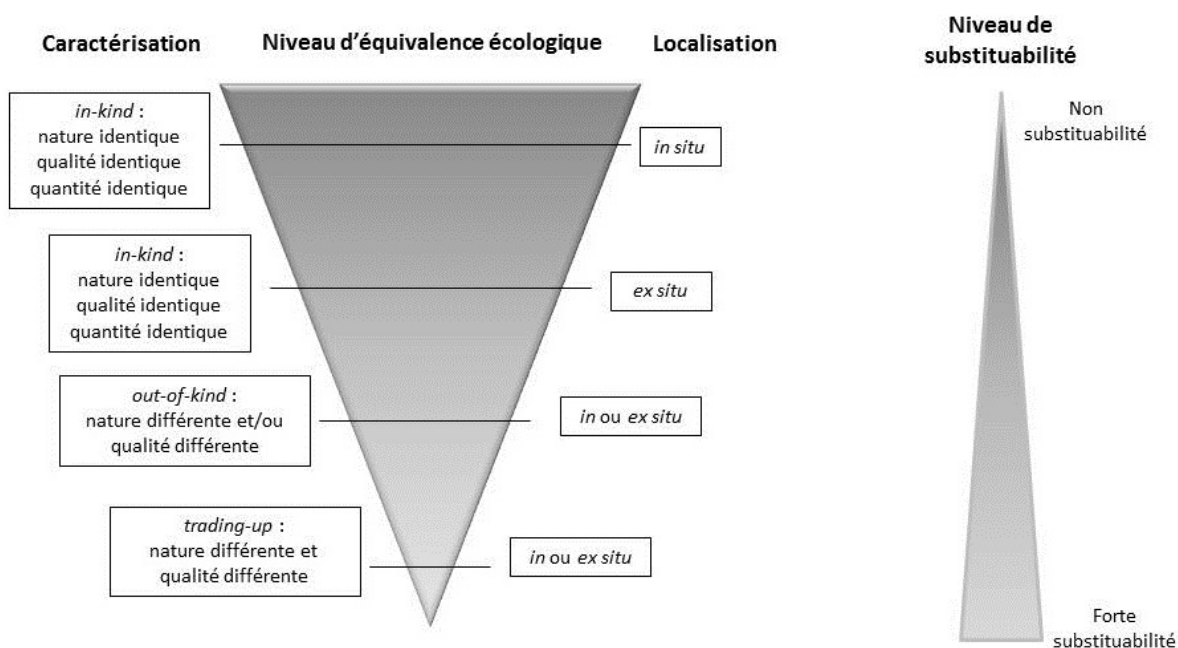 Caractérisation
Niveau d'équivalence écologique
Localisation
Niveau de
substituabilité
in-kind :
nature identique
qualité identique
quantité identique
in situ
Non
substituabilité
in-kind :
nature identique
qualité identique
quantité identique
ex situ
out-of-kind :
nature différente et/ou
qualité différente
in ou ex situ
trading-up :
nature différente et
qualité différente
in ou ex situ
Forte
substituabilité